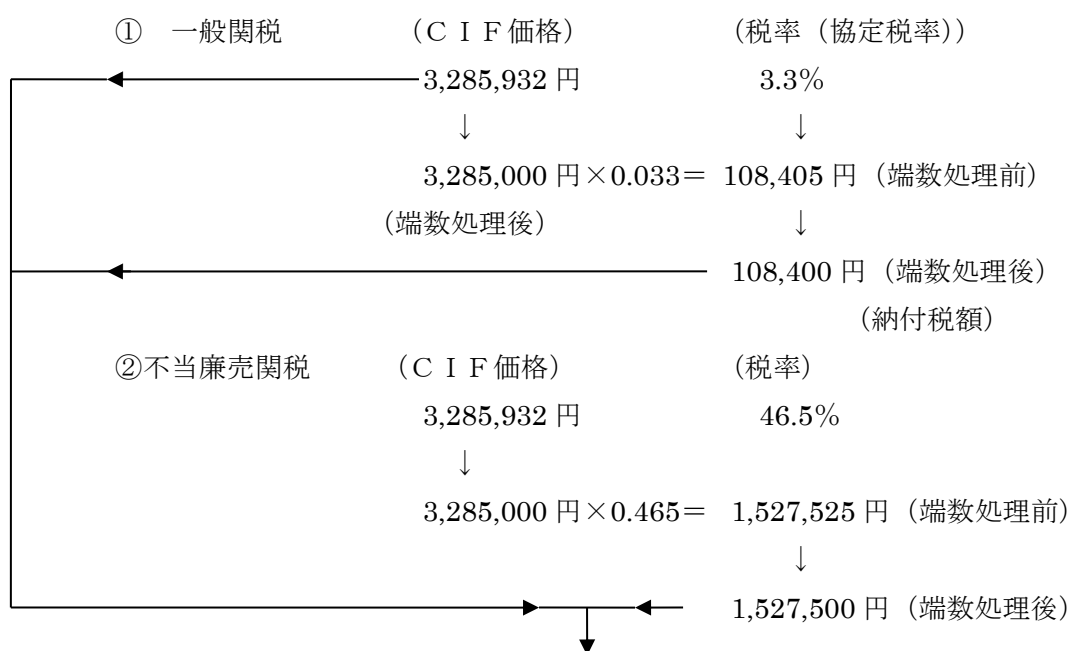 ① 一般関税 (CIF価格) (税率(協定税率))
3,285,932 円 3.3%
↓ ↓
3,285,000 円×0.033= 108,405 円(端数処理前)
(端数処理後) ↓
108,400 円(端数処理後)
(納付税額)
②不当廉売関税 (CIF価格) (税率)
3,285,932 円 46.5%
↓
3,285,000 円×0.465= 1,527,525 円(端数処理前)
↓
1,527,500 円(端数処理後)